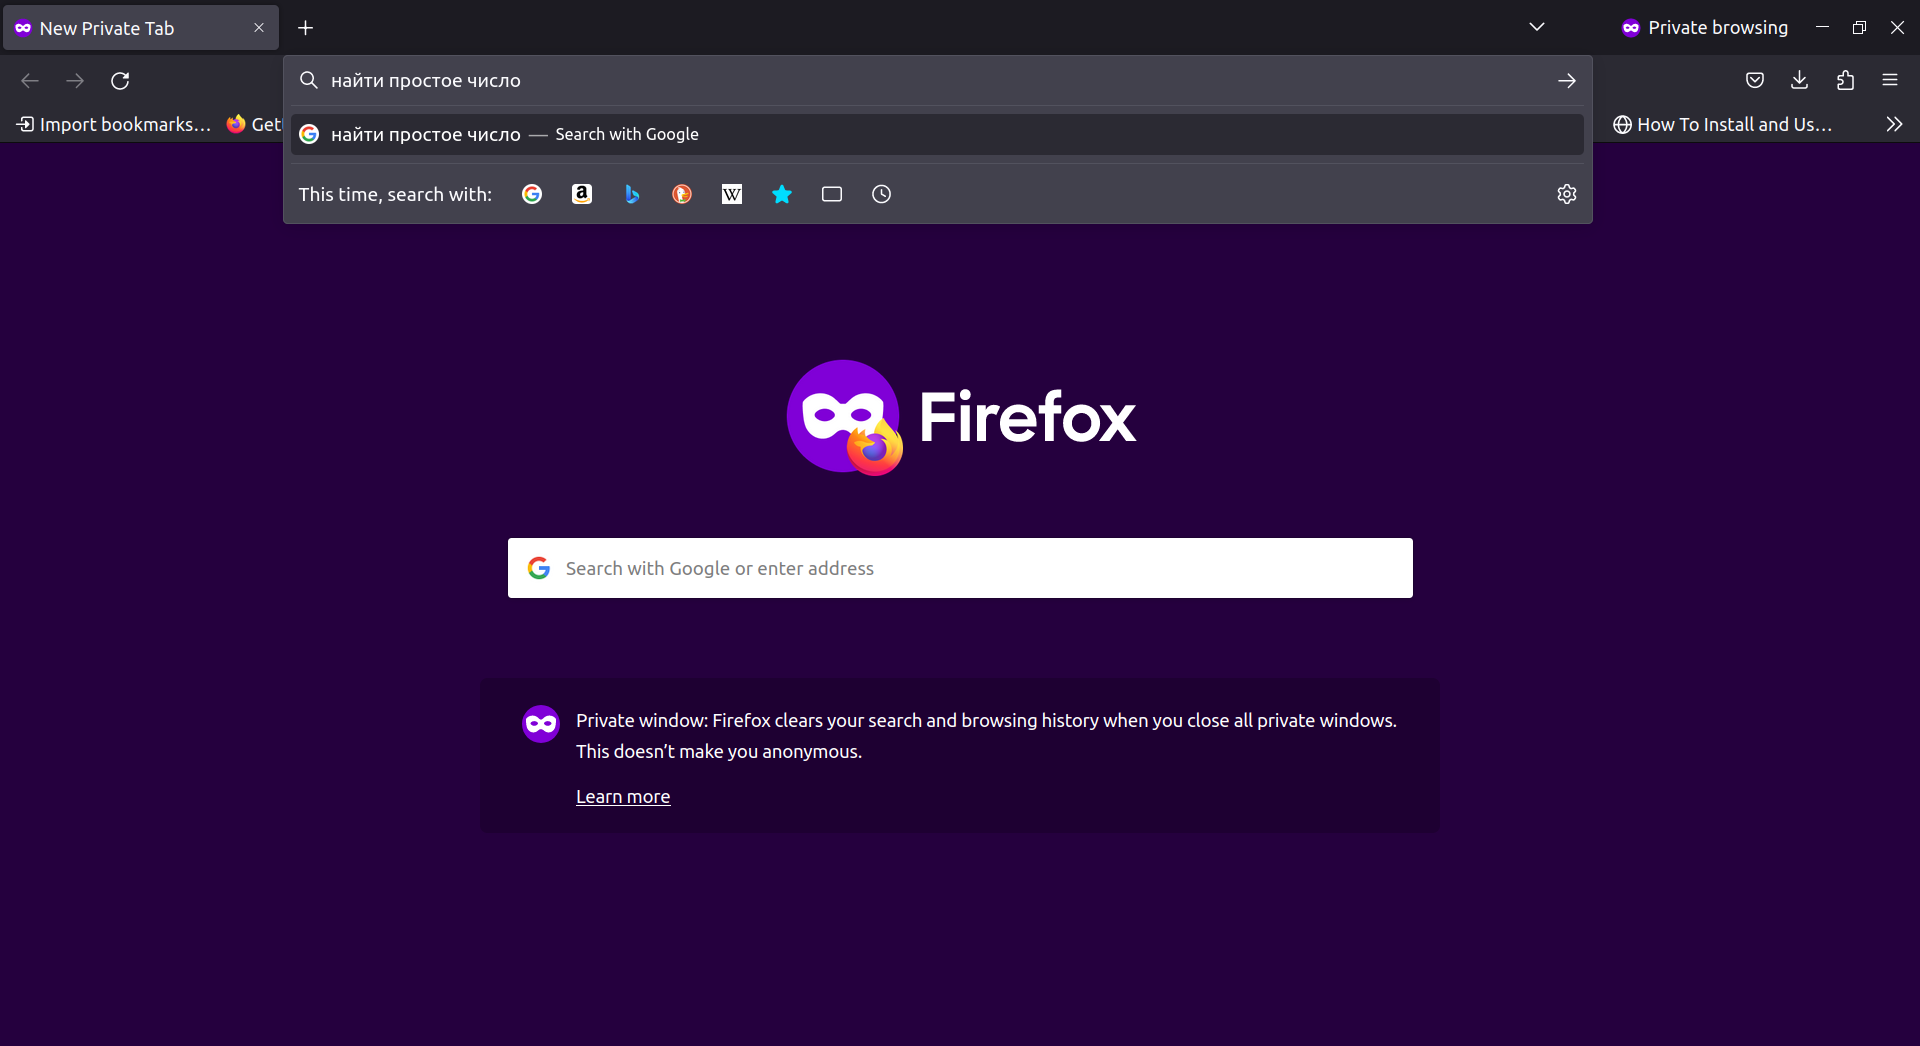 New Private Tab
Private browsing
найти простое число
Import bookmarks...
Get
How To Install and Us...
найти простое число — Search with Google
This time, search with:
Firefox
Search with Google or enter address
Private window: Firefox clears your search and browsing history when you close all private windows.
This doesn’t make you anonymous.
Learn more